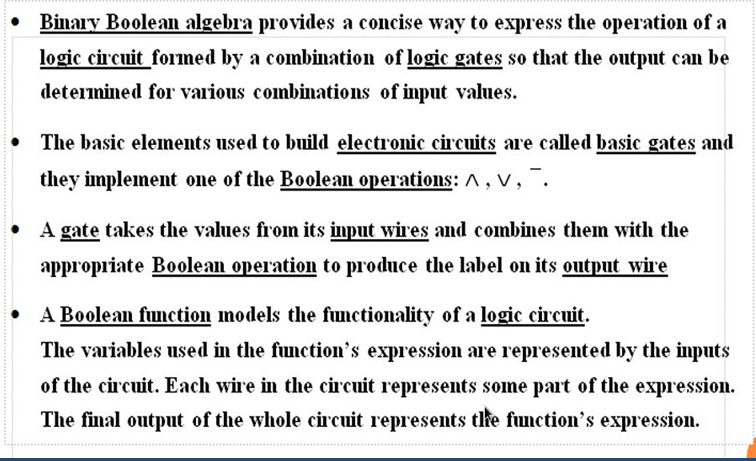 • Binary Boolean algebra provides a concise way to express the operation of a
logic circuit formed by a combination of logic gates so that the output can be
determined for various combinations of input values.
• The basic elements used to build electronic circuits are called basic gates and
they implement one of the Boolean operations: ∧ , ∨ , ¯ .
• A gate takes the values from its input wires and combines them with the
appropriate Boolean operation to produce the label on its output wire
• A Boolean function models the functionality of a logic circuit.
The variables used in the function’s expression are represented by the inputs
of the circuit. Each wire in the circuit represents some part of the expression.
The final output of the whole circuit represents the function’s expression.